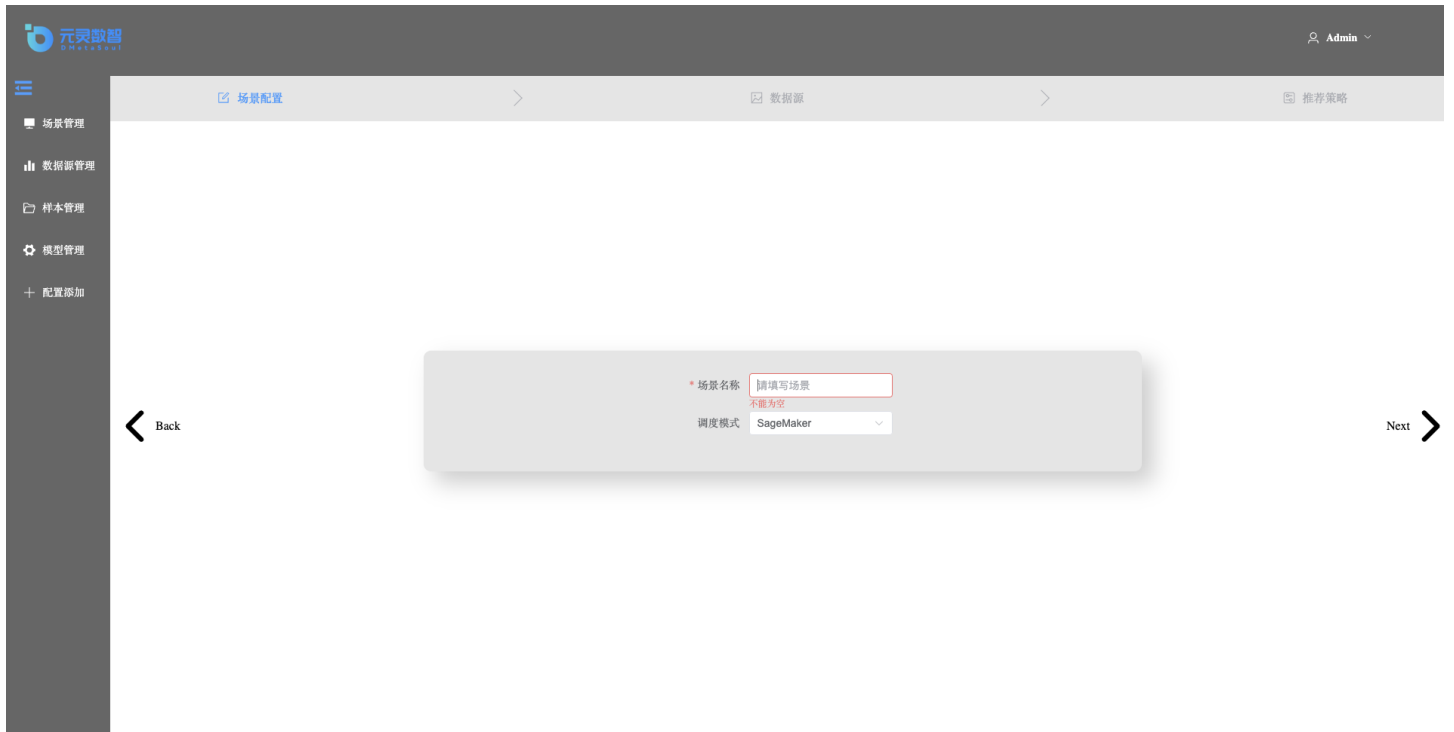 元灵数智
DMetaSoul
Admin
场景配置
数据源
推荐策略
场景管理
数据源管理
样本管理
模型管理
配置添加
* 场景名称
请填写场景
不能为空
调度模式
SageMaker
Back
Next